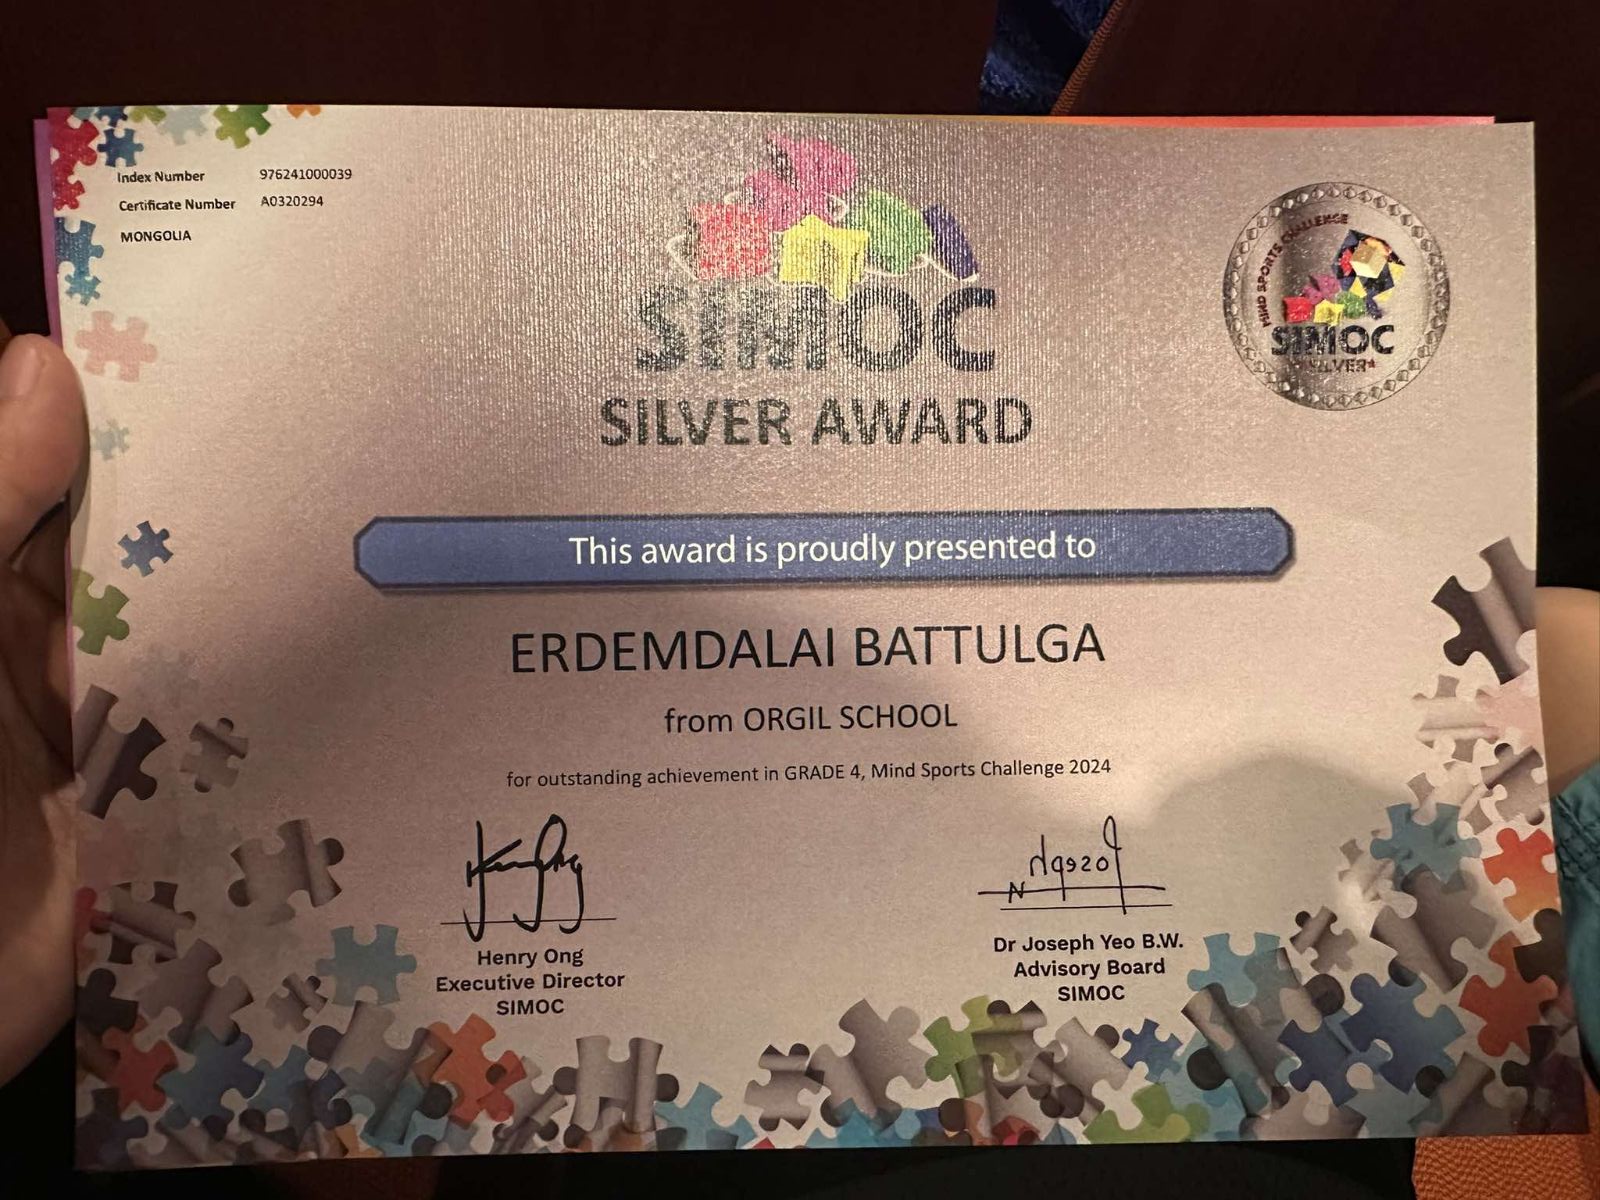 Index Number 976241000039
Certificate Number A0320294
MONGOLIA
SIMOC
SILVER AWARD
MIND SPORTS CHALLENGE
SIMOC
*SILVER*
This award is proudly presented to
ERDEMDALAI BATTULGA
from ORGIL SCHOOL
for outstanding achievement in GRADE 4, Mind Sports Challenge 2024
Henry Ong
Executive Director
SIMOC
Dr Joseph Yeo B.W.
Advisory Board
SIMOC